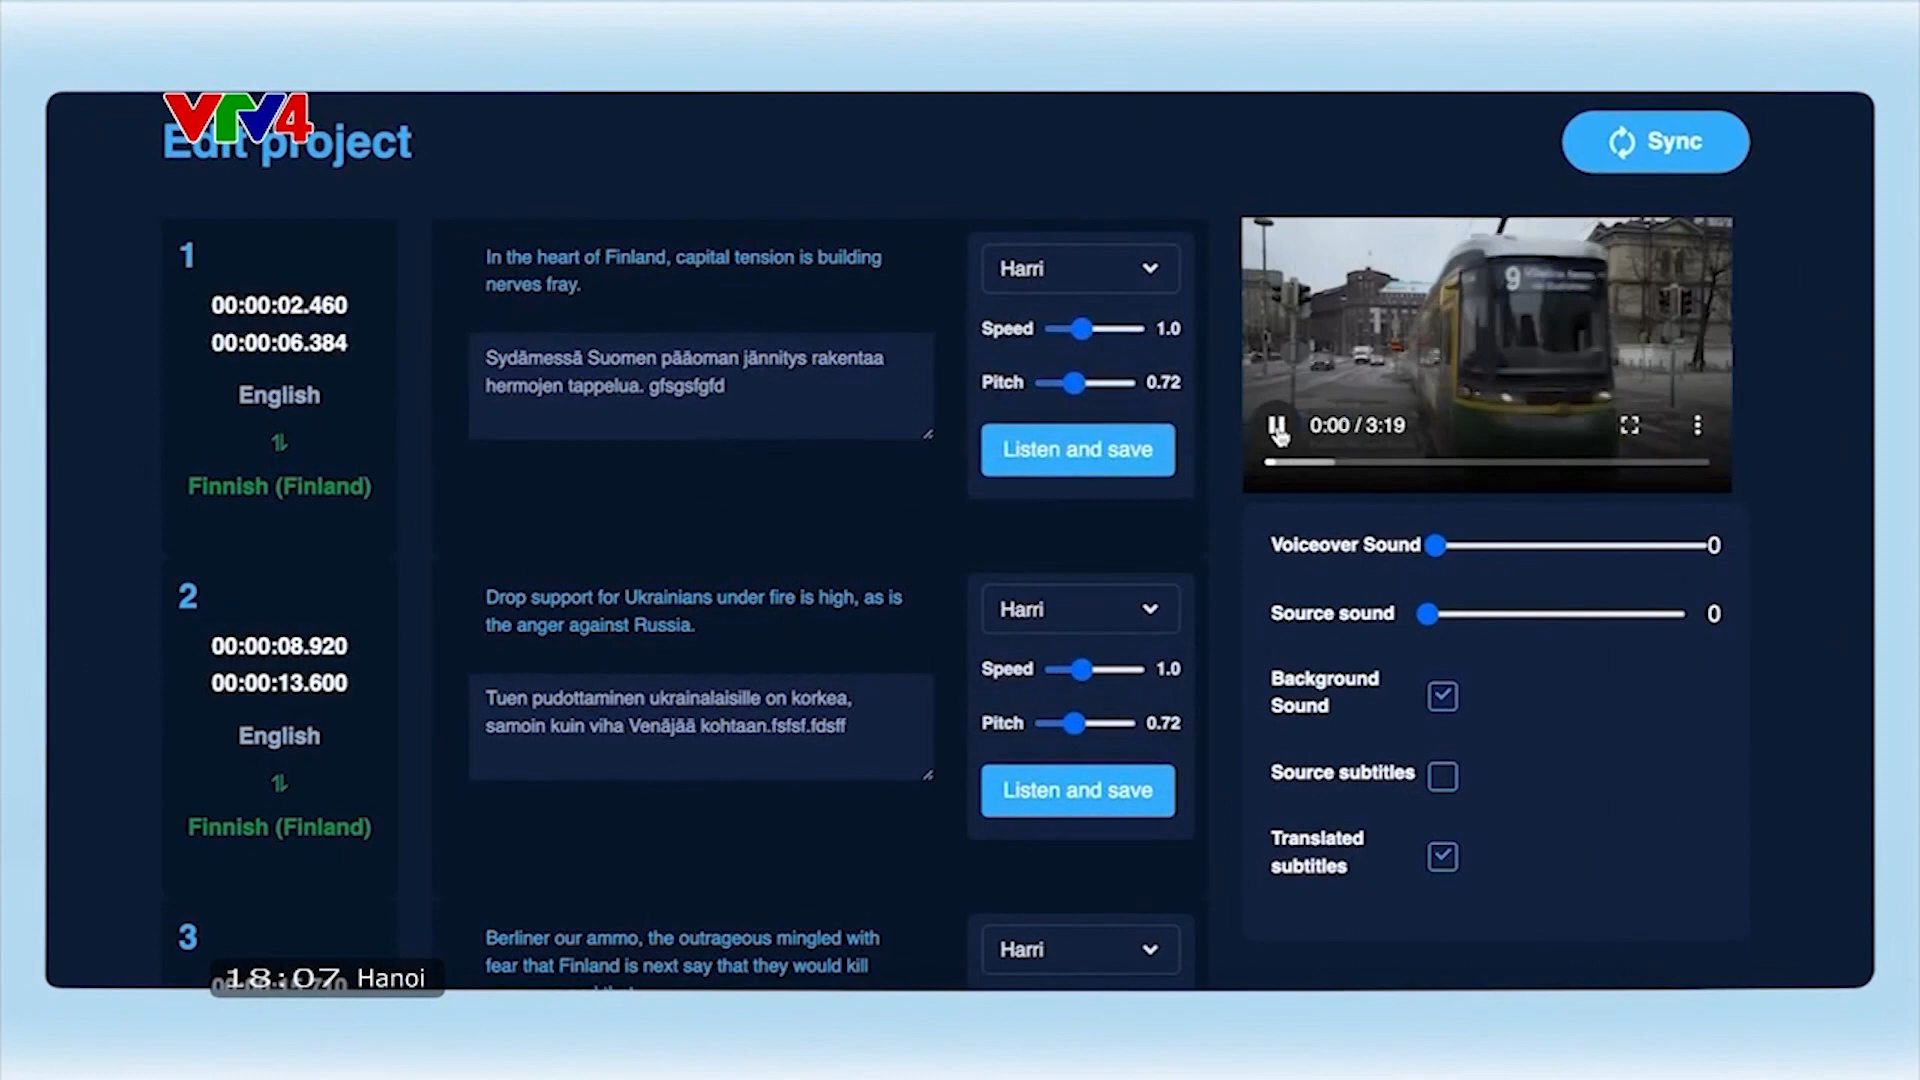 VTV4
Edit project
Sync
1
00:00:02.460
00:00:06.384
English
Finnish (Finland)
In the heart of Finland, capital tension is building
nerves fray.
Sydämessä Suomen pääoman jännitys rakentaa
hermojen tappelua. gfsgsfgfd
Harri
Speed 1.0
Pitch 0.72
Listen and save
9
0:00 / 3:19
Voiceover Sound 0
Source sound 0
Background
Sound
Source subtitles
Translated
subtitles
2
00:00:08.920
00:00:13.600
English
Finnish (Finland)
Drop support for Ukrainians under fire is high, as is
the anger against Russia.
Tuen pudottaminen ukrainalaisille on korkea,
samoin kuin viha Venäjää kohtaan.fsfsf.fdsff
Harri
Speed 1.0
Pitch 0.72
Listen and save
3
Berliner our ammo, the outrageous mingled with
fear that Finland is next say that they would kill
Harri
18:07 Hanoi